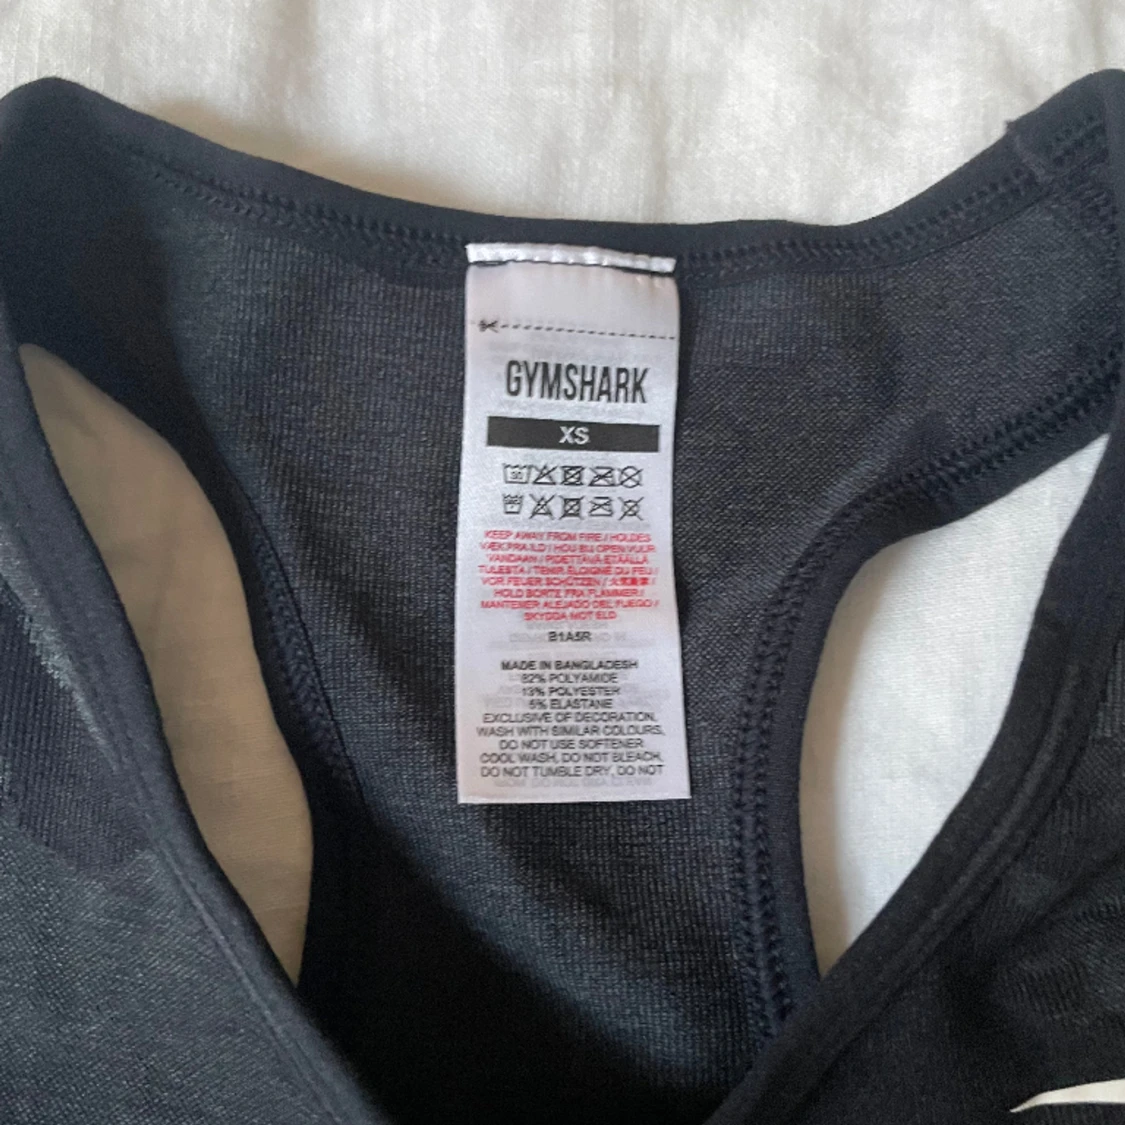 GYMSHARK
XS
KEEP AWAY FROM FIRE / HOLDES
VÆK FRA ILD / HOU BIJ OPEN VUUR
VANDAAN / PIDETTÄVÄ ETÄÄLLÄ
TULESTA / TENIR ÉLOIGNÉ DU FEU /
VOR FEUER SCHÜTZEN / /
HOLD BORTE FRA FLAMMER /
MANTENER ALEJADO DEL FUEGO /
SKYDDA MOT ELD
B1A5R
MADE IN BANGLADESH
82% POLYAMIDE
13% POLYESTER
5% ELASTANE
EXCLUSIVE OF DECORATION.
WASH WITH SIMILAR COLOURS,
DO NOT USE SOFTENER
COOL WASH, DO NOT BLEACH,
DO NOT TUMBLE DRY, DO NOT